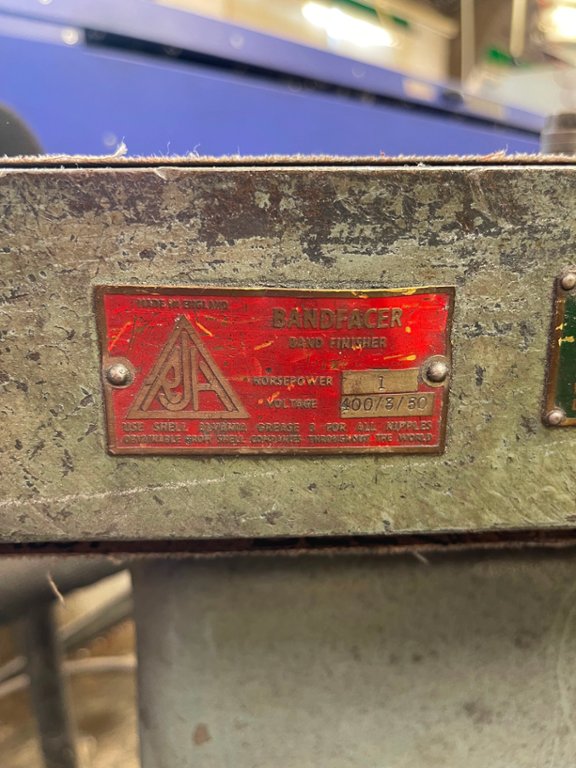 MADE IN ENGLAND
RJH
BANDFACER
BAND FINISHER
HORSEPOWER 1
VOLTAGE 400/3/50
USE SHELL ALVANIA GREASE 3 FOR ALL NIPPLES
OBTAINABLE FROM SHELL COMPANIES THROUGHOUT THE WORLD